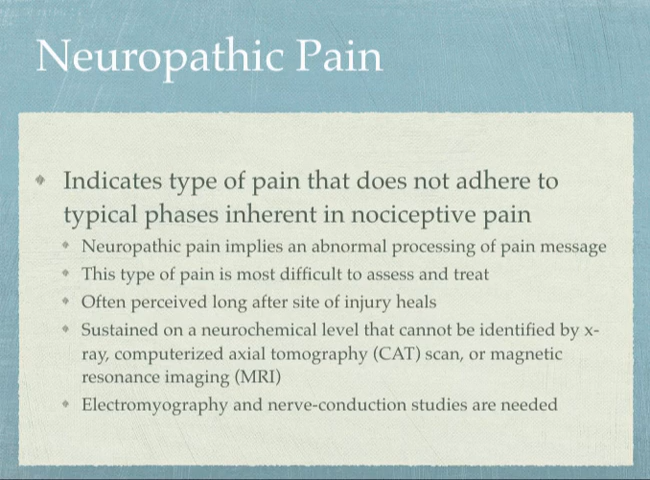 Neuropathic Pain
Indicates type of pain that does not adhere to
typical phases inherent in nociceptive pain
Neuropathic pain implies an abnormal processing of pain message
This type of pain is most difficult to assess and treat
Often perceived long after site of injury heals
Sustained on a neurochemical level that cannot be identified by x-
ray, computerized axial tomography (CAT) scan, or magnetic
resonance imaging (MRI)
Electromyography and nerve-conduction studies are needed